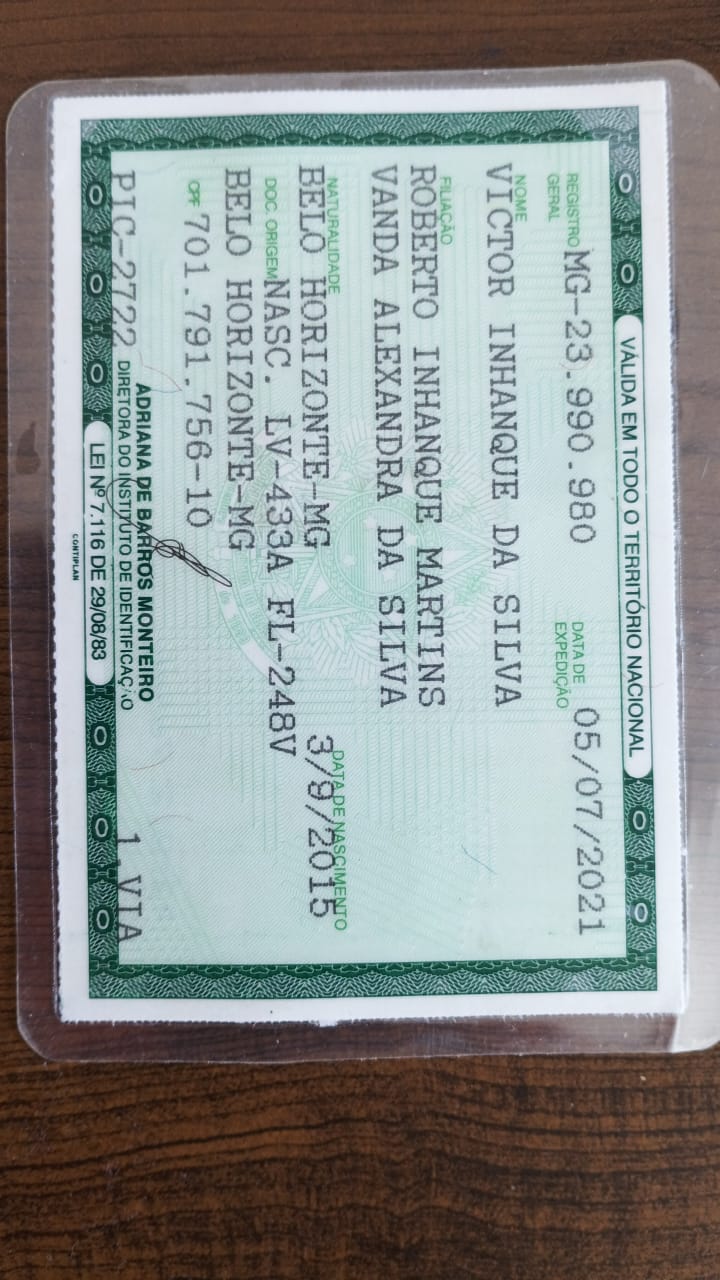 VÁLIDA EM TODO O TERRITÓRIO NACIONAL
REGISTRO GERAL MG-23.990.980 DATA DE EXPEDIÇÃO 05/07/2021
NOME
VICTOR INHANQUE DA SILVA
FILIAÇÃO
ROBERTO INHANQUE MARTINS
VANDA ALEXANDRA DA SILVA
NATURALIDADE DATA DE NASCIMENTO
BELO HORIZONTE-MG 3/9/2015
DOC. ORIGEM NASC. LV-433A FL-248V
BELO HORIZONTE-MG
CPF 701.791.756-10
ADRIANA DE BARROS MONTEIRO
PIC-2722 DIRETORA DO INSTITUTO DE IDENTIFICAÇÃO 1.VIA
LEI Nº 7.116 DE 29/08/83
CONTIPLAN